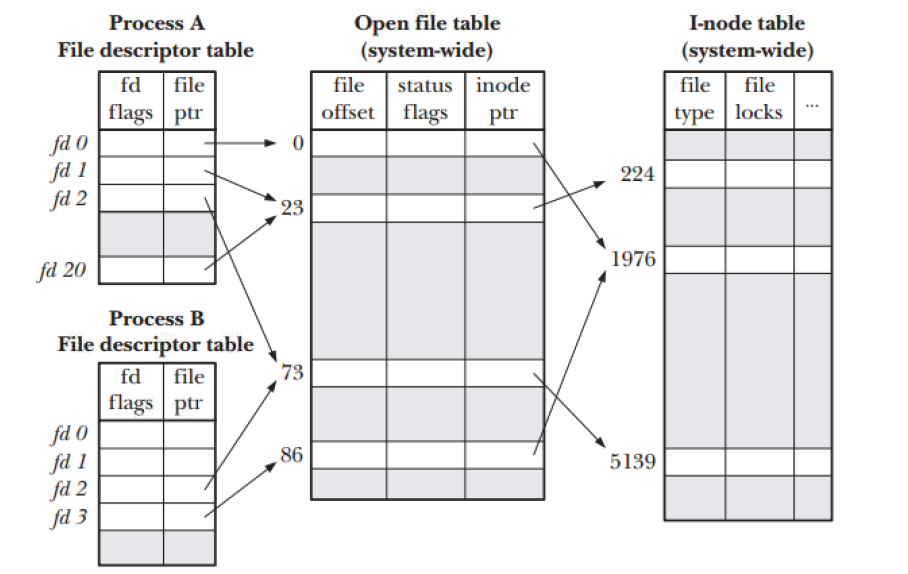 Process A
File descriptor table
fd flags
file ptr
fd 0
fd 1
fd 2
fd 20
Process B
File descriptor table
fd flags
file ptr
fd 0
fd 1
fd 2
fd 3
Open file table
(system-wide)
file offset
status flags
inode ptr
0
23
73
86
I-node table
(system-wide)
file type
file locks
...
224
1976
5139